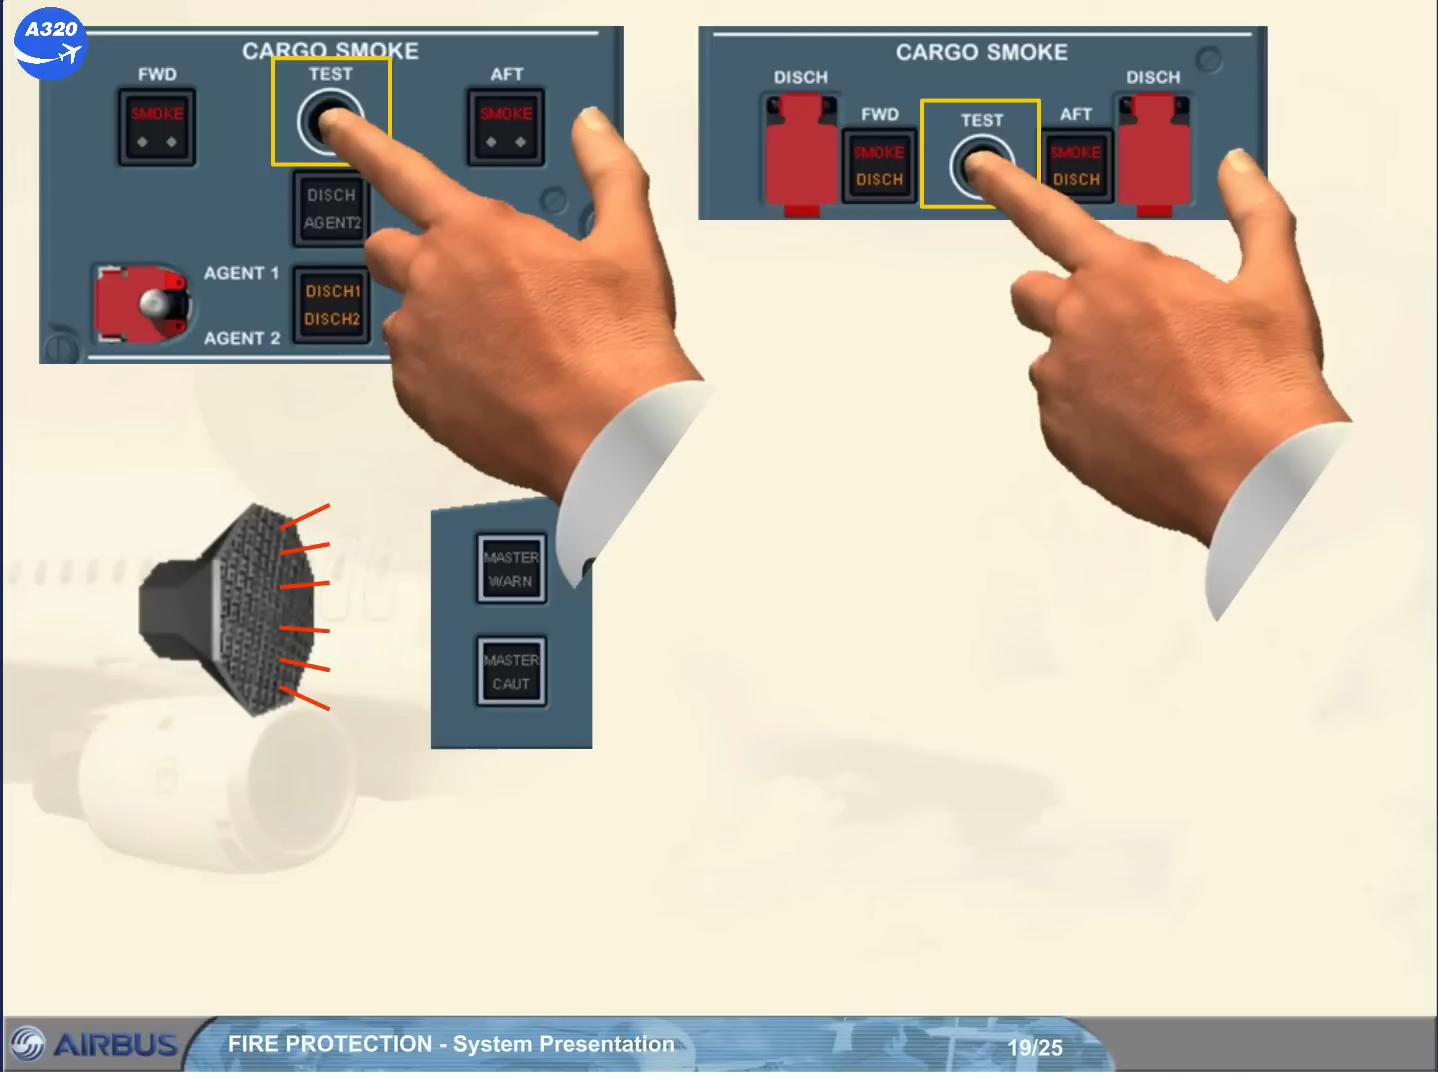 A320
CARGO SMOKE
FWD
TEST
AFT
SMOKE
SMOKE
DISCH
AGENT2
AGENT 1
DISCH1
DISCH2
AGENT 2
CARGO SMOKE
DISCH
DISCH
FWD
TEST
AFT
SMOKE
DISCH
SMOKE
DISCH
MASTER
WARN
MASTER
CAUT
AIRBUS
FIRE PROTECTION - System Presentation
19/25